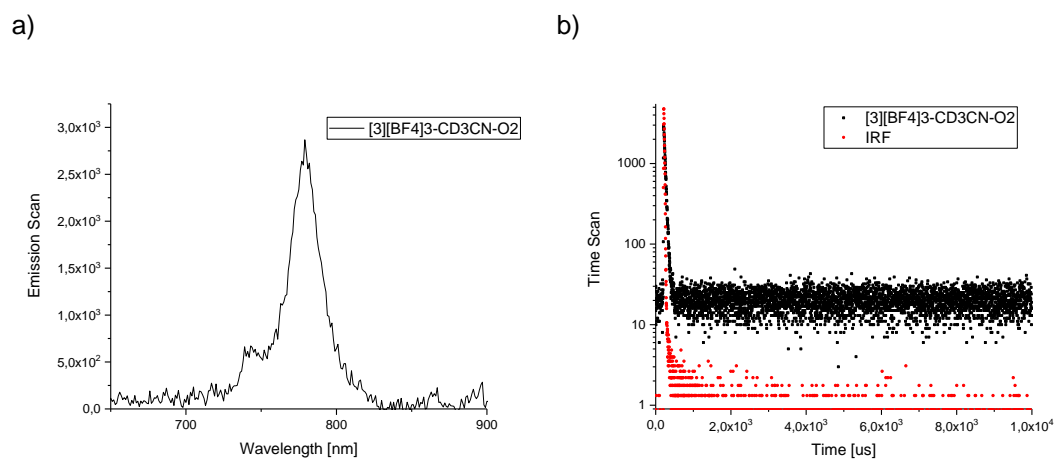 a)
b)
[3][BF4]3-CD3CN-O2
3,0x10³
2,5x10³
2,0x10³
1,5x10³
1,0x10³
5,0x10²
0,0
Emission Scan
700
800
900
Wavelength [nm]
[3][BF4]3-CD3CN-O2
IRF
1000
100
10
1
Time Scan
0,0
2,0x10³
4,0x10³
6,0x10³
8,0x10³
1,0x10⁴
Time [us]